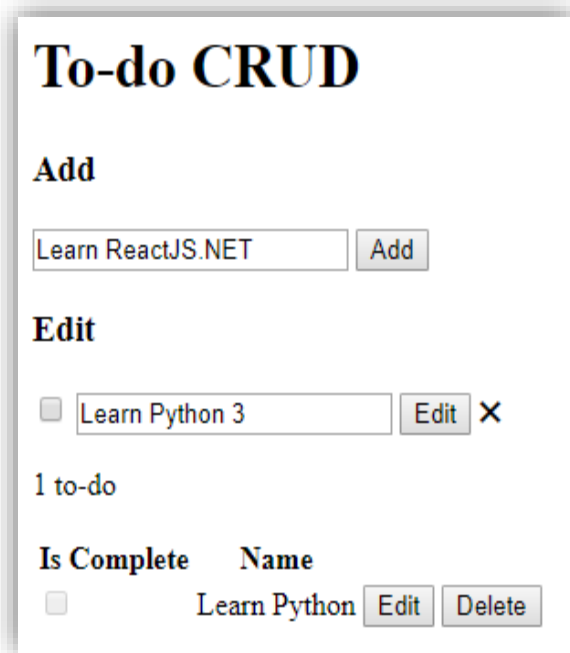 To-do CRUD
Add
Learn ReactJS.NET Add
Edit
Learn Python 3 Edit ✕
1 to-do
Is Complete Name
Learn Python Edit Delete